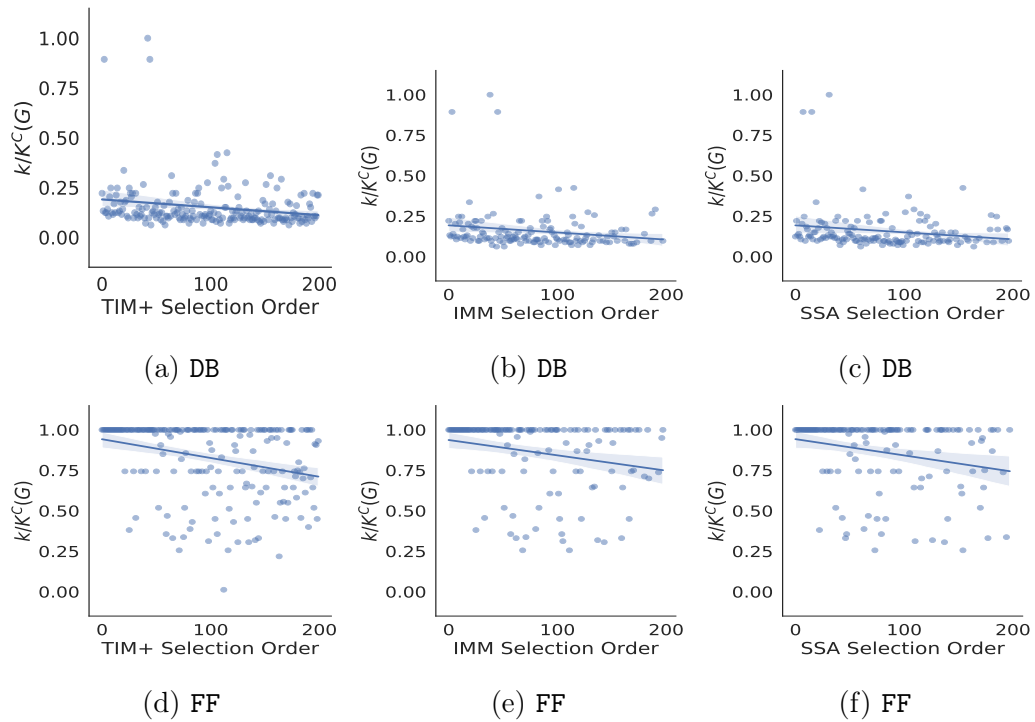 1.00
0.75
0.50
0.25
0.00
k/K^C(G)
0 100 200
TIM+ Selection Order
(a) DB
1.00
0.75
0.50
0.25
0.00
k/K^C(G)
0 100 200
IMM Selection Order
(b) DB
1.00
0.75
0.50
0.25
0.00
k/K^C(G)
0 100 200
SSA Selection Order
(c) DB
1.00
0.75
0.50
0.25
0.00
k/K^C(G)
0 100 200
TIM+ Selection Order
(d) FF
1.00
0.75
0.50
0.25
0.00
k/K^C(G)
0 100 200
IMM Selection Order
(e) FF
1.00
0.75
0.50
0.25
0.00
k/K^C(G)
0 100 200
SSA Selection Order
(f) FF